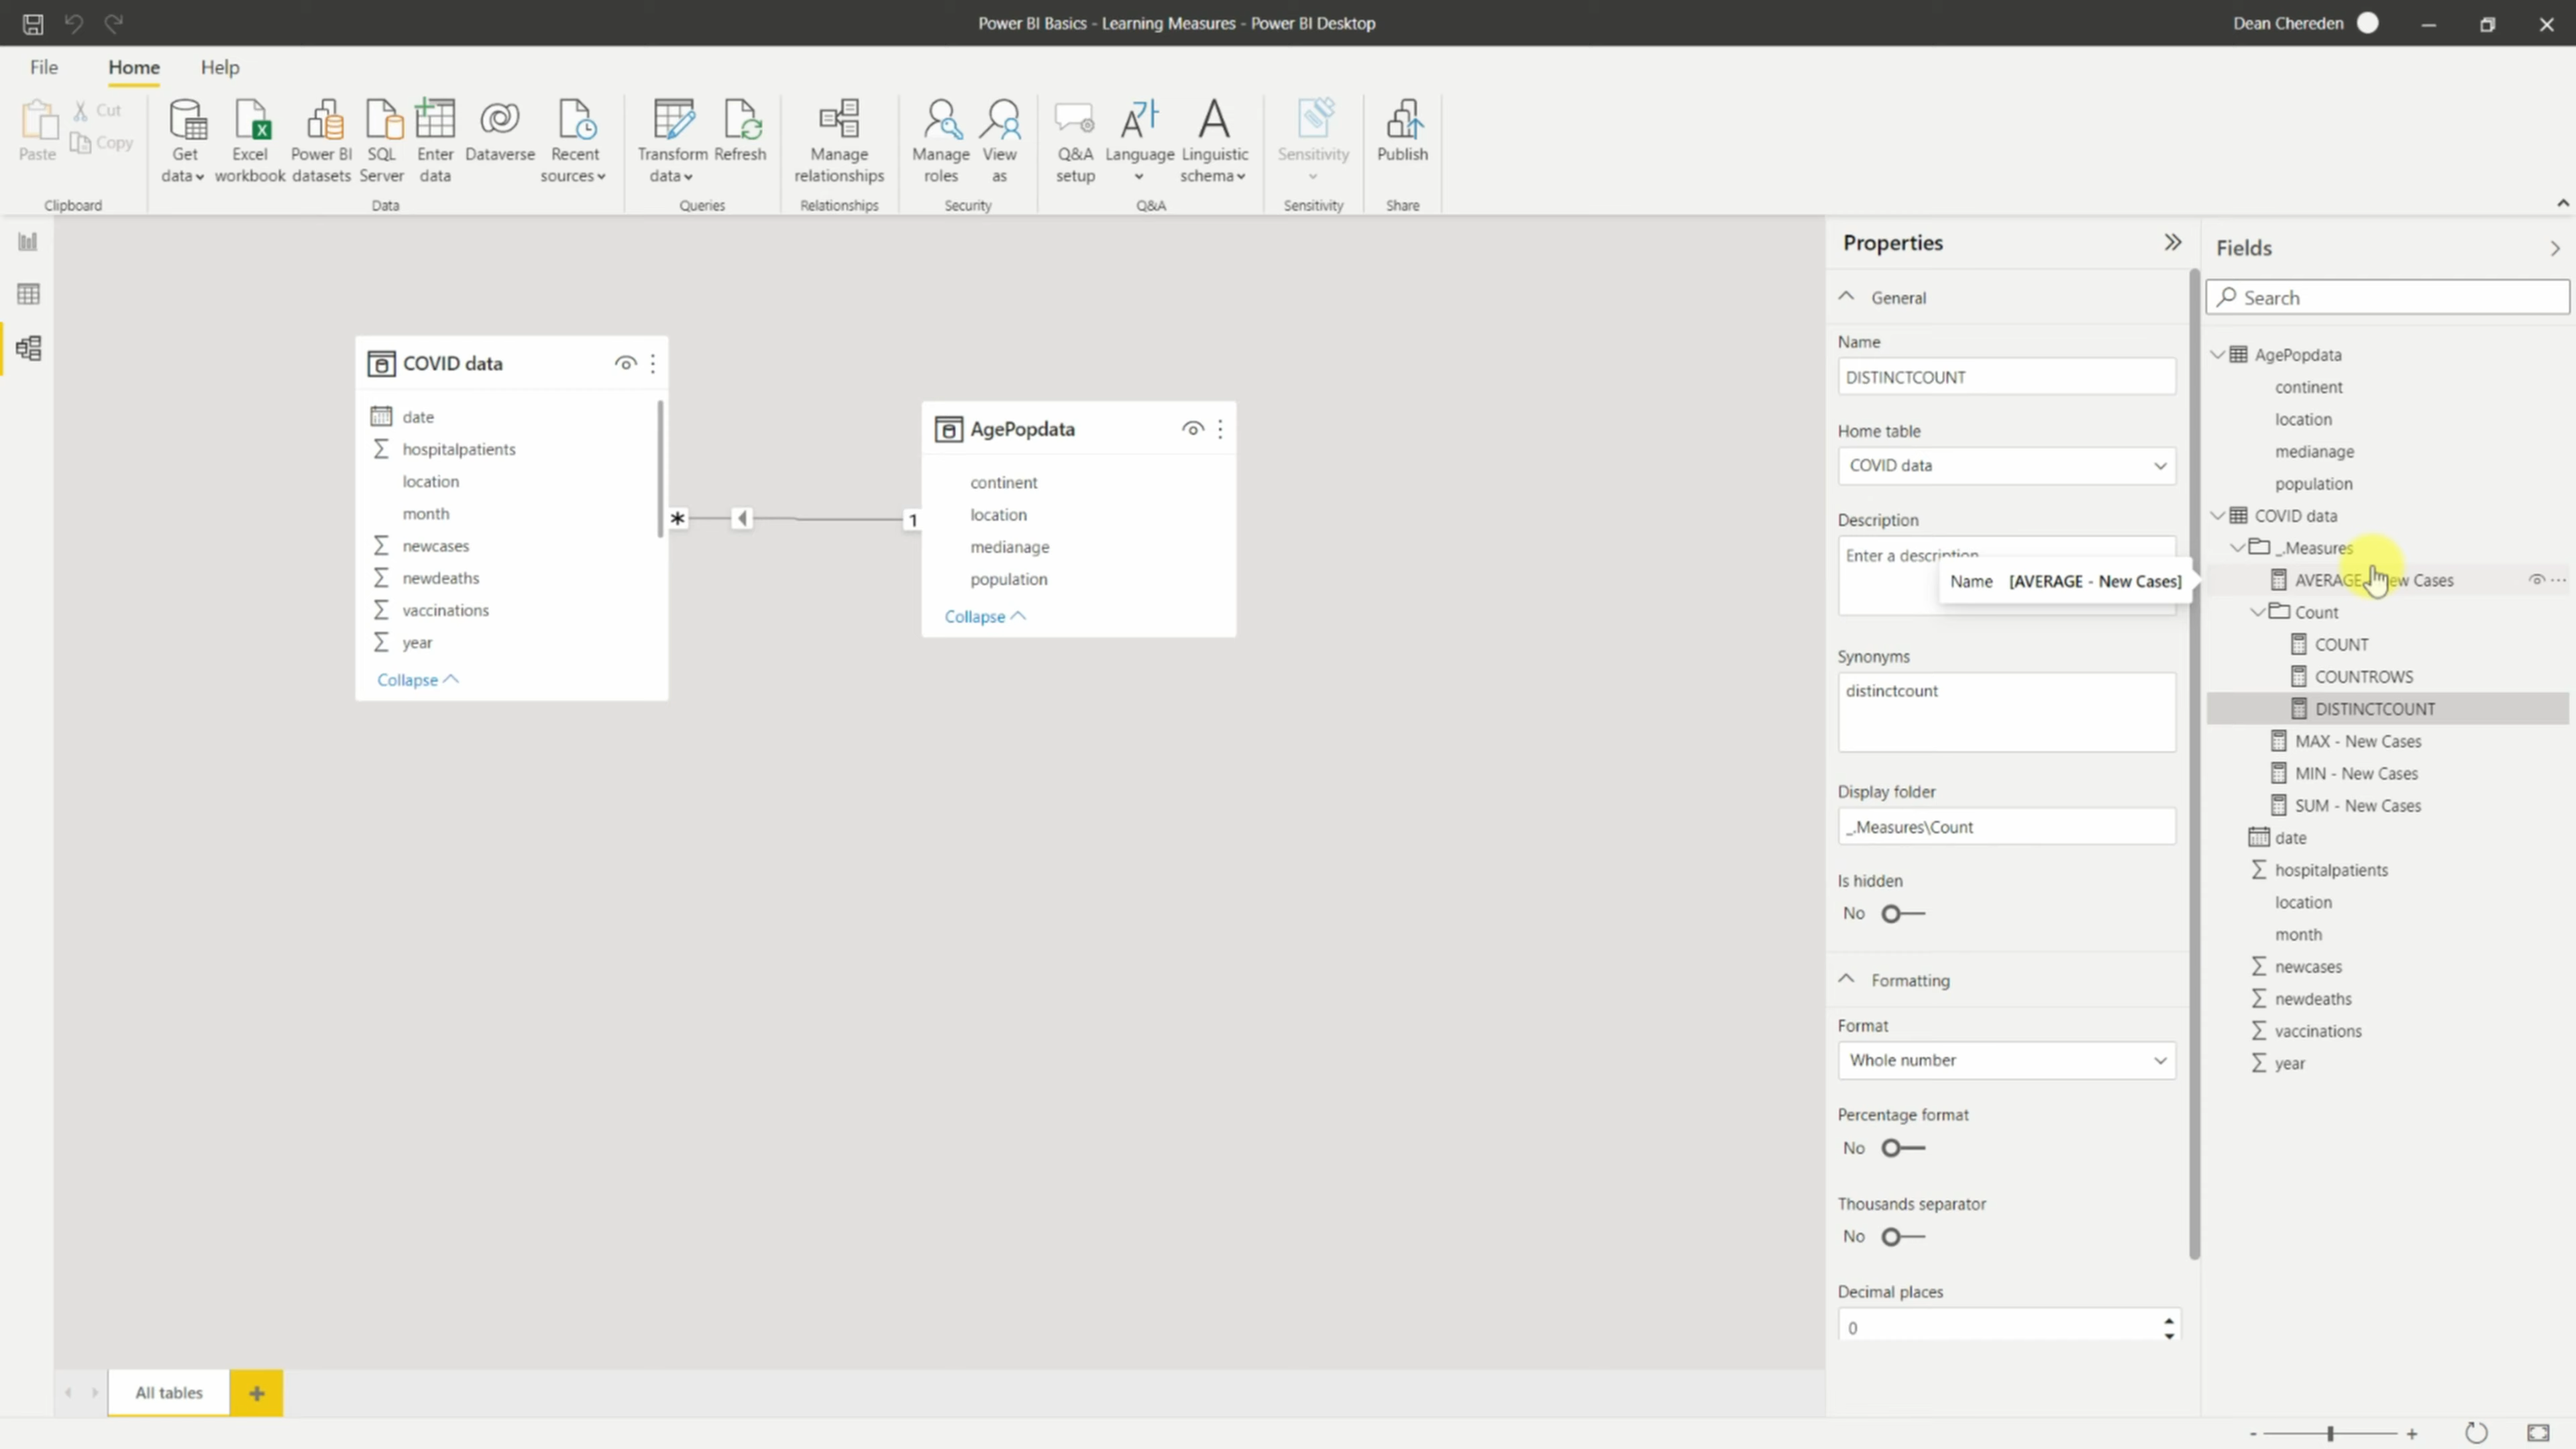 Power BI Basics - Learning Measures - Power BI Desktop
Dean Chereden
File
Home
Help
Paste
Cut
Copy
Get
data
Excel
workbook
Power BI
datasets
SQL
Server
Enter
data
Dataverse
Recent
sources
Transform
data
Refresh
Manage
relationships
Manage
roles
View
as
Q&A
setup
Language
Linguistic
schema
Sensitivity
Publish
Clipboard
Data
Queries
Relationships
Security
Q&A
Sensitivity
Share
COVID data
date
hospitalpatients
location
month
newcases
newdeaths
vaccinations
year
Collapse
* 1
AgePopdata
continent
location
medianage
population
Collapse
Properties
General
Name
DISTINCTCOUNT
Home table
COVID data
Description
Enter a description
Name [AVERAGE - New Cases]
Synonyms
distinctcount
Display folder
_.Measures\Count
Is hidden
No
Formatting
Format
Whole number
Percentage format
No
Thousands separator
No
Decimal places
0
Fields
Search
AgePopdata
continent
location
medianage
population
COVID data
_.Measures
AVERAGE - New Cases
Count
COUNT
COUNTROWS
DISTINCTCOUNT
MAX - New Cases
MIN - New Cases
SUM - New Cases
date
hospitalpatients
location
month
newcases
newdeaths
vaccinations
year
All tables
+
- +